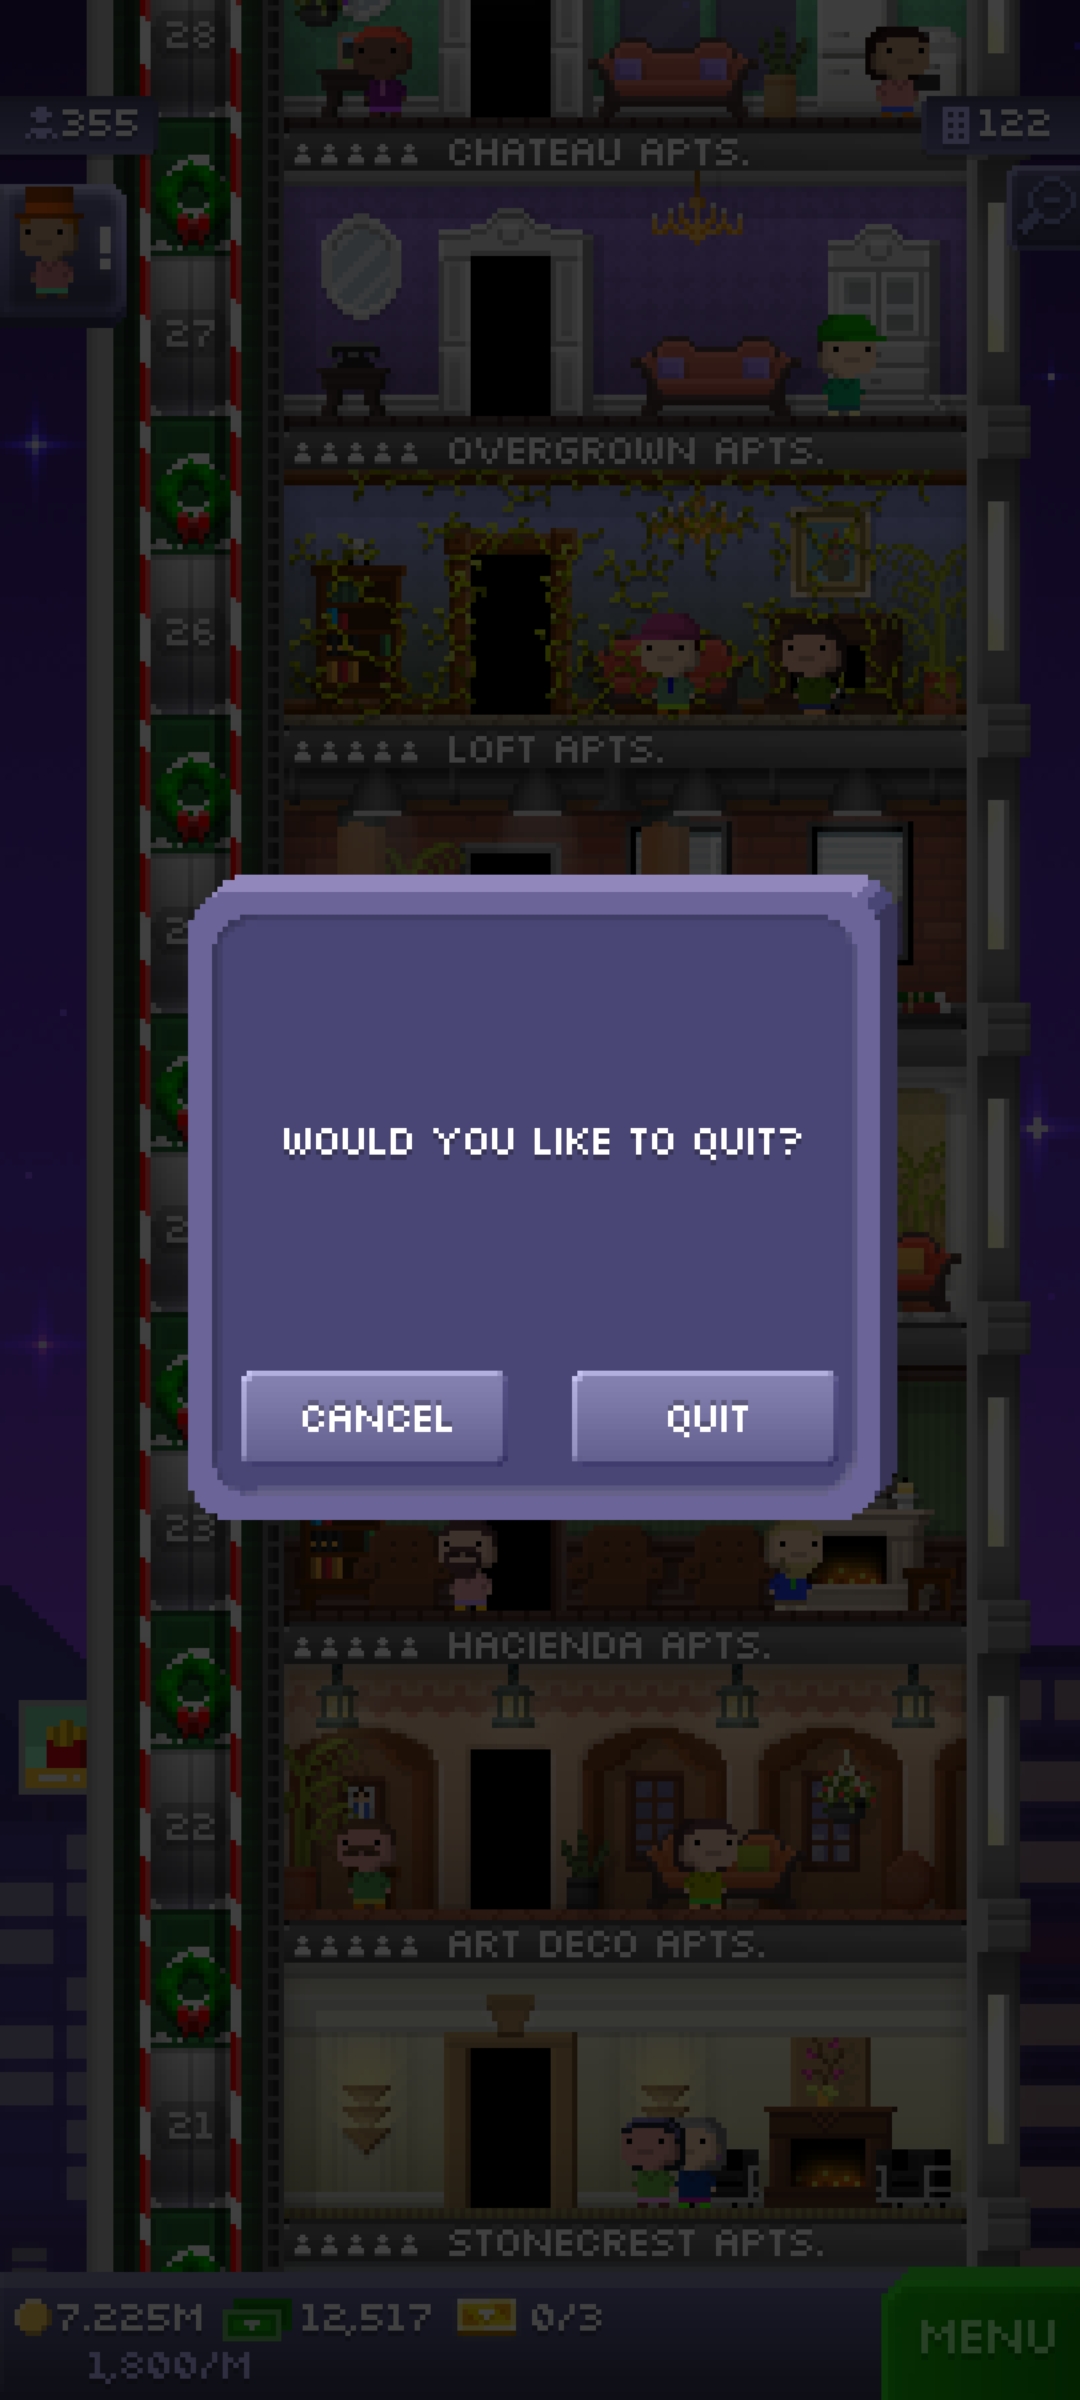 28
355
122
CHATEAU APTS.
!
27
OVERGROWN APTS.
26
LOFT APTS.
WOULD YOU LIKE TO QUIT?
CANCEL
QUIT
23
HACIENDA APTS.
22
ART DECO APTS.
21
STONECREST APTS.
7.225M
12,517
0/3
MENU
1,800/M